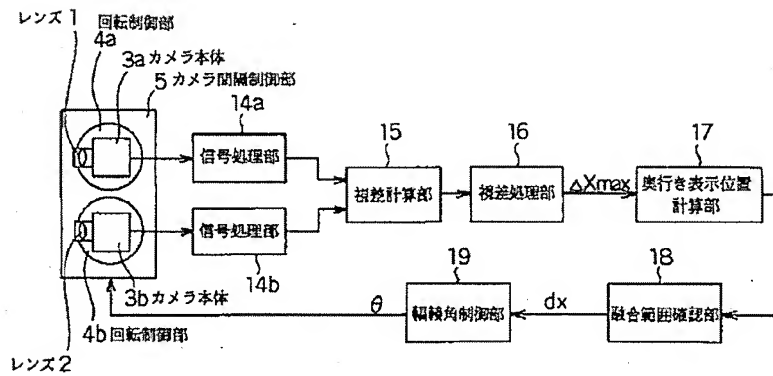 レンズ1
回転制御部
4a
3aカメラ本体
5 カメラ間隔制御部
14a
信号処理部
15
視差計算部
16
視差処理部
ΔXmax
17
奥行き表示位置
計算部
信号処理部
14b
3bカメラ本体
4b回転制御部
レンズ2
θ
19
輻輳角制御部
dx
18
融合範囲確認部